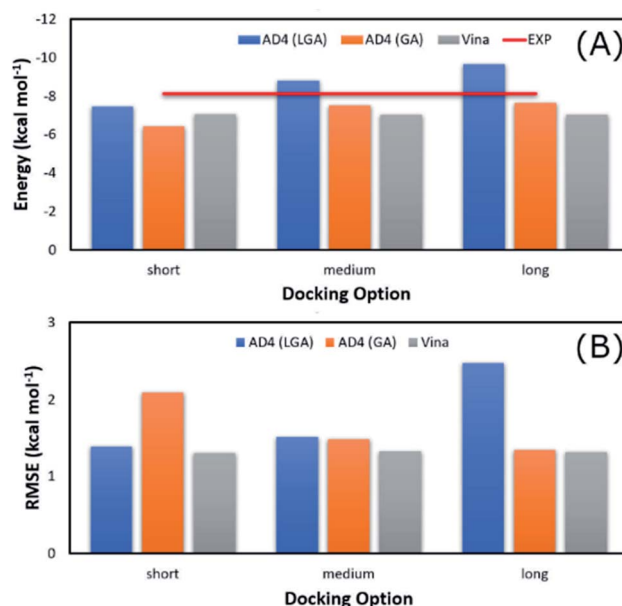 -12
AD4 (LGA) AD4 (GA) Vina EXP
(A)
-10
-8
-6
-4
-2
0
Energy (kcal mol-1)
short medium long
Docking Option
3
AD4 (LGA) AD4 (GA) Vina
(B)
2
1
0
RMSE (kcal mol-1)
short medium long
Docking Option